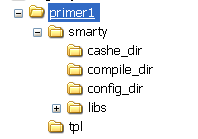 primer1
smarty
cashe_dir
compile_dir
config_dir
libs
tpl